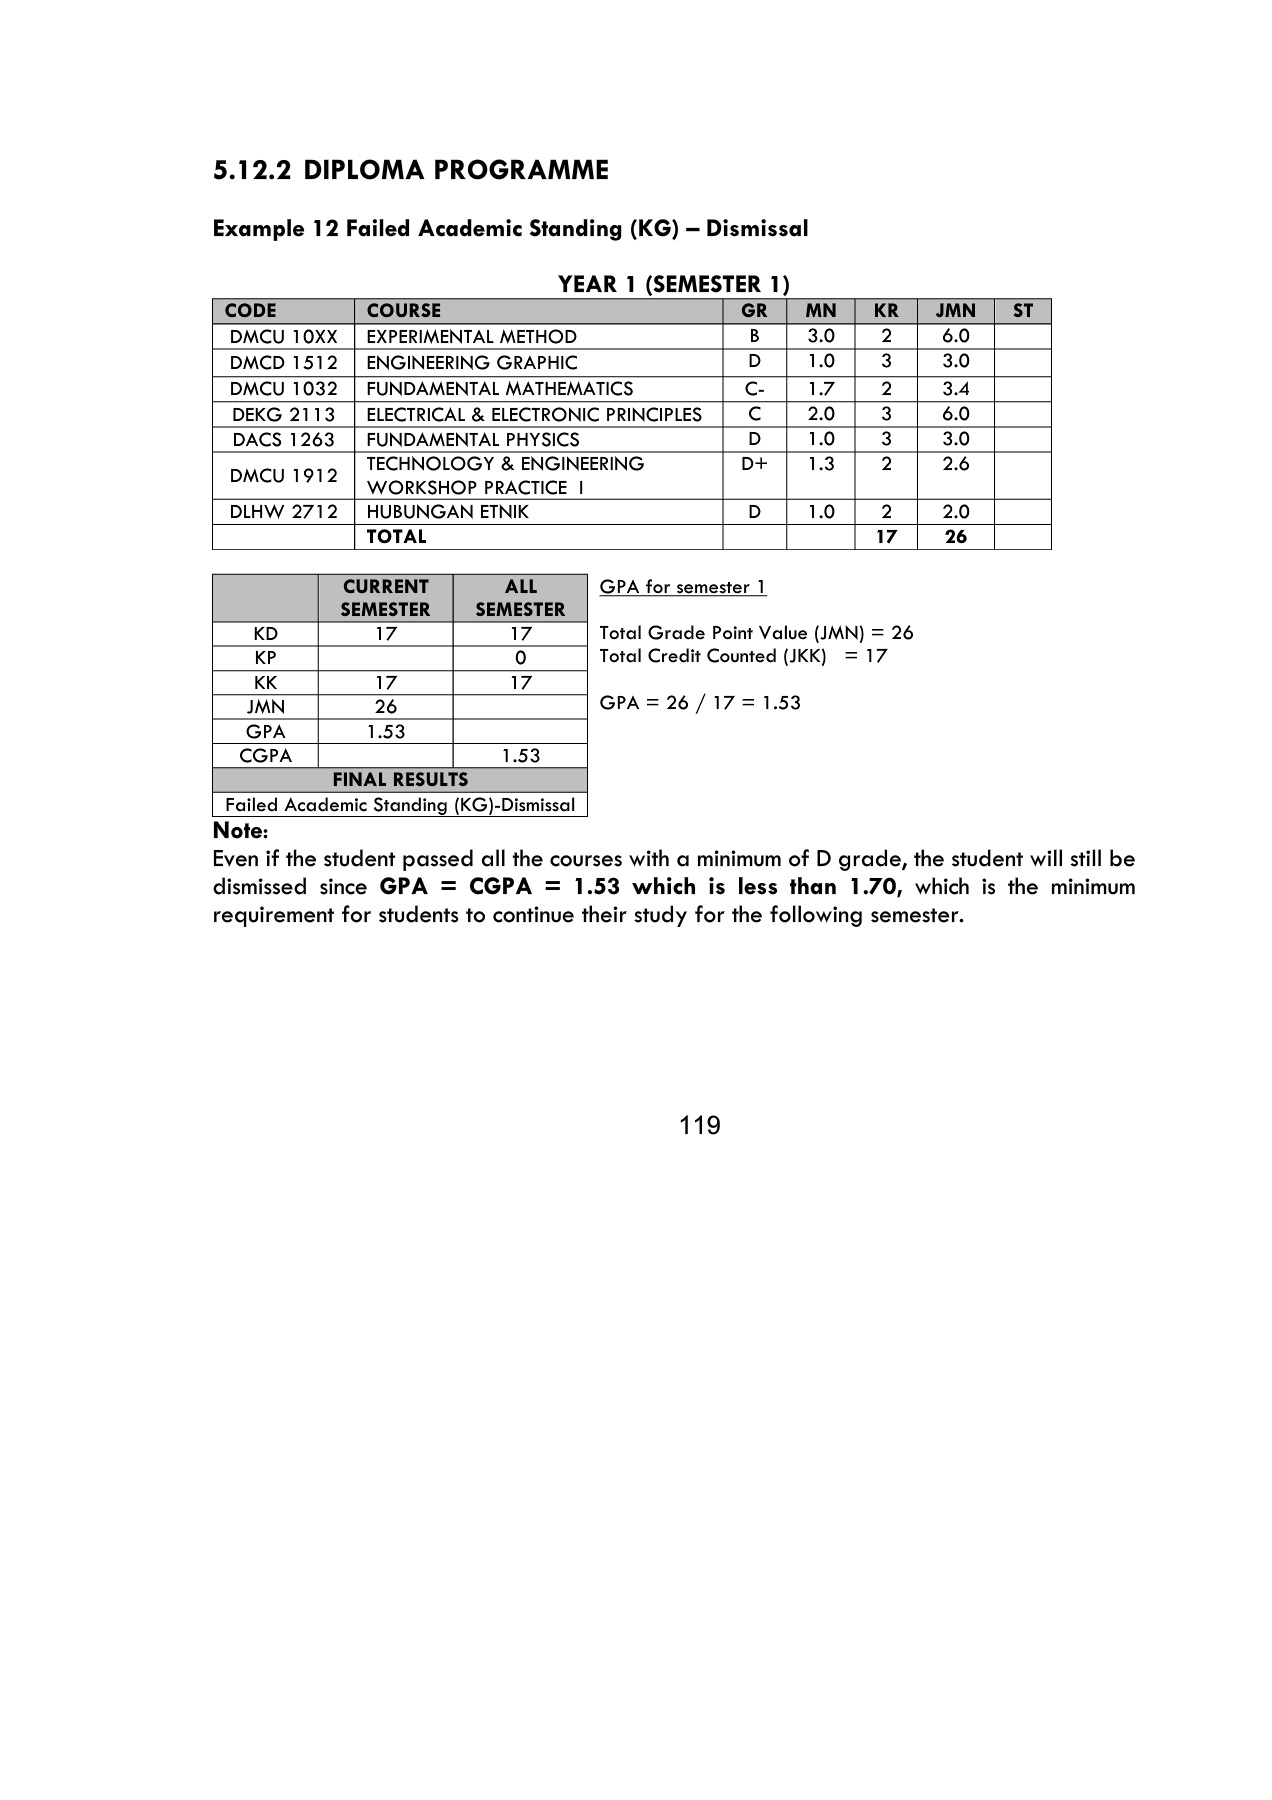 5.12.2 DIPLOMA PROGRAMME
Example 12 Failed Academic Standing (KG) – Dismissal
YEAR 1 (SEMESTER 1)
CODE COURSE GR MN KR JMN ST
DMCU 10XX EXPERIMENTAL METHOD B 3.0 2 6.0
DMCD 1512 ENGINEERING GRAPHIC D 1.0 3 3.0
DMCU 1032 FUNDAMENTAL MATHEMATICS C- 1.7 2 3.4
DEKG 2113 ELECTRICAL & ELECTRONIC PRINCIPLES C 2.0 3 6.0
DACS 1263 FUNDAMENTAL PHYSICS D 1.0 3 3.0
DMCU 1912 TECHNOLOGY & ENGINEERING D+ 1.3 2 2.6
WORKSHOP PRACTICE I
DLHW 2712 HUBUNGAN ETNIK D 1.0 2 2.0
TOTAL 17 26
CURRENT SEMESTER ALL SEMESTER
KD 17 17
KP 0
KK 17 17
JMN 26
GPA 1.53
CGPA 1.53
FINAL RESULTS
Failed Academic Standing (KG)-Dismissal
GPA for semester 1
Total Grade Point Value (JMN) = 26
Total Credit Counted (JKK) = 17
GPA = 26 / 17 = 1.53
Note:
Even if the student passed all the courses with a minimum of D grade, the student will still be
dismissed since GPA = CGPA = 1.53 which is less than 1.70, which is the minimum
requirement for students to continue their study for the following semester.
119